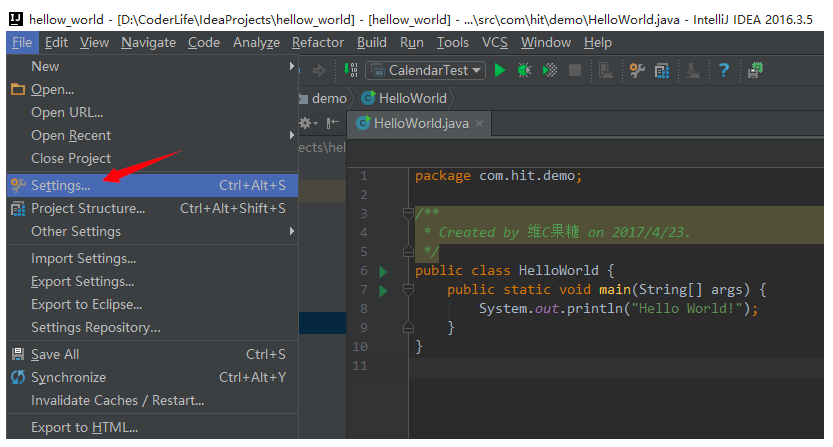 hellow_world - [D:\CoderLife\IdeaProjects\hellow_world] - [hellow_world] - ...\src\com\hit\demo\HelloWorld.java - IntelliJ IDEA 2016.3.5
File Edit View Navigate Code Analyze Refactor Build Run Tools VCS Window Help
CalendarTest
demo HelloWorld
HelloWorld.java
ects\hel
New
Open...
Open URL...
Open Recent
Close Project
Settings... Ctrl+Alt+S
Project Structure... Ctrl+Alt+Shift+S
Other Settings
Import Settings...
Export Settings...
Export to Eclipse...
Settings Repository...
Save All Ctrl+S
Synchronize Ctrl+Alt+Y
Invalidate Caches / Restart...
Export to HTML...
1 package com.hit.demo;
2
3 /**
4 * Created by 维C果糖 on 2017/4/23.
5 */
6 public class HelloWorld {
7 public static void main(String[] args) {
8 System.out.println("Hello World!");
9 }
10 }
11